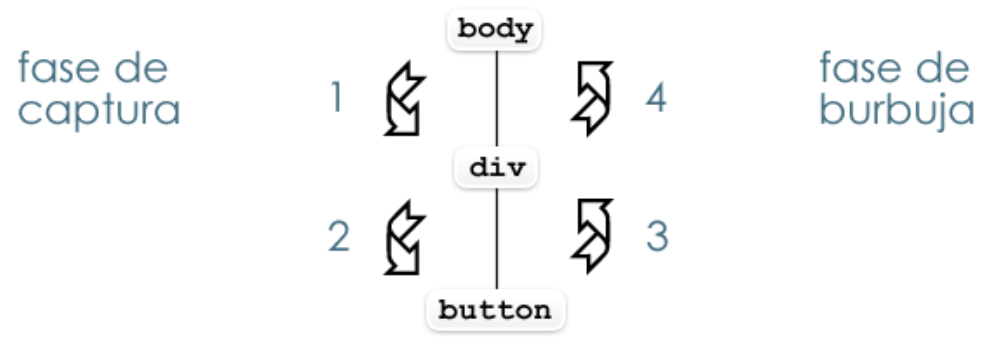 body
fase de
captura
1
4
fase de
burbuja
div
2
3
button